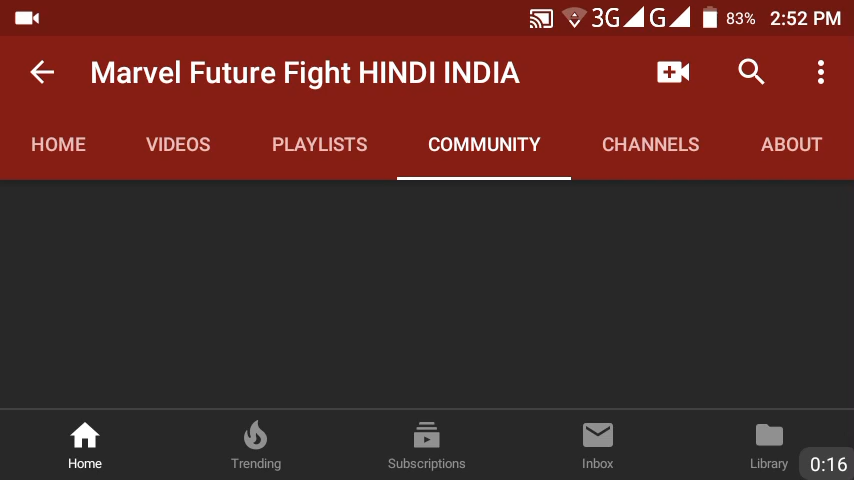 3G G 83% 2:52 PM
Marvel Future Fight HINDI INDIA
HOME VIDEOS PLAYLISTS COMMUNITY CHANNELS ABOUT
Home Trending Subscriptions Inbox Library
0:16